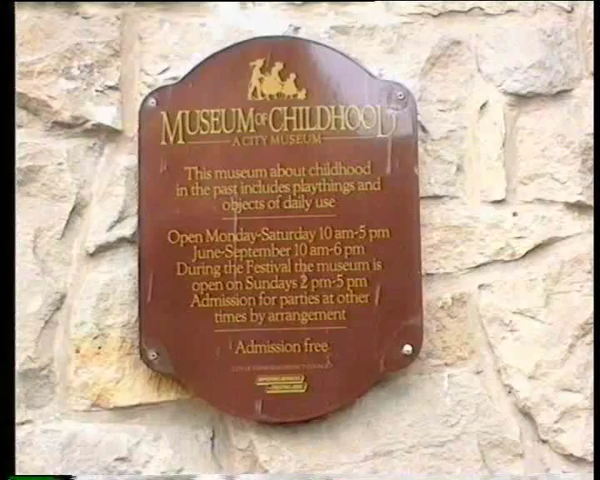 MUSEUM OF CHILDHOOD
A CITY MUSEUM
This museum about childhood
in the past includes playthings and
objects of daily use
Open Monday-Saturday 10 am-5 pm
June-September 10 am-6 pm
During the Festival the museum is
open on Sundays 2 pm-5 pm
Admission for parties at other
times by arrangement
Admission free